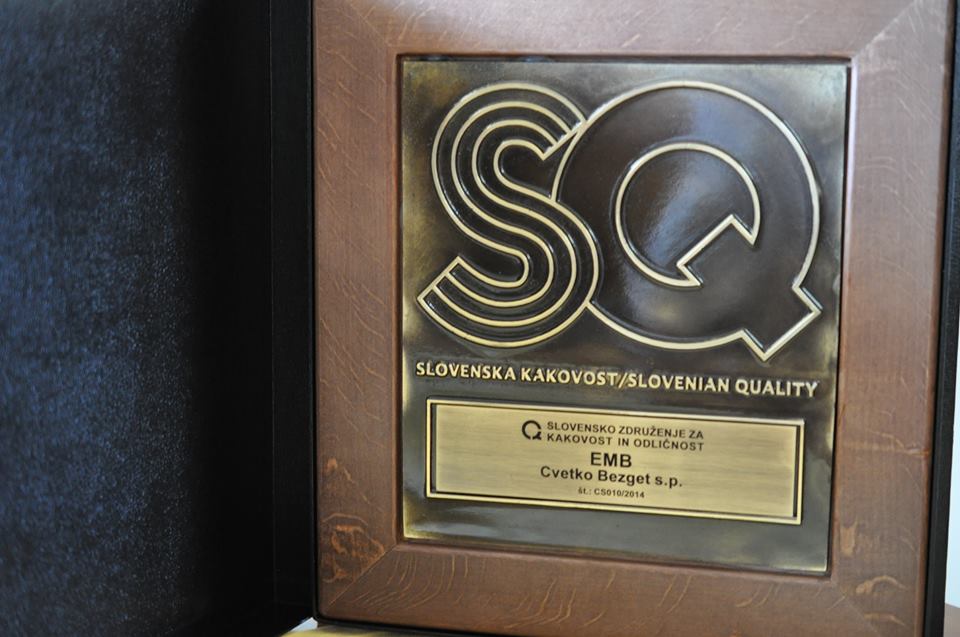 SQ
SLOVENSKA KAKOVOST/SLOVENIAN QUALITY
SLOVENSKO ZDRUŽENJE ZA
KAKOVOST IN ODLIČNOST
EMB
Cvetko Bezget s.p.
št.: CS010/2014